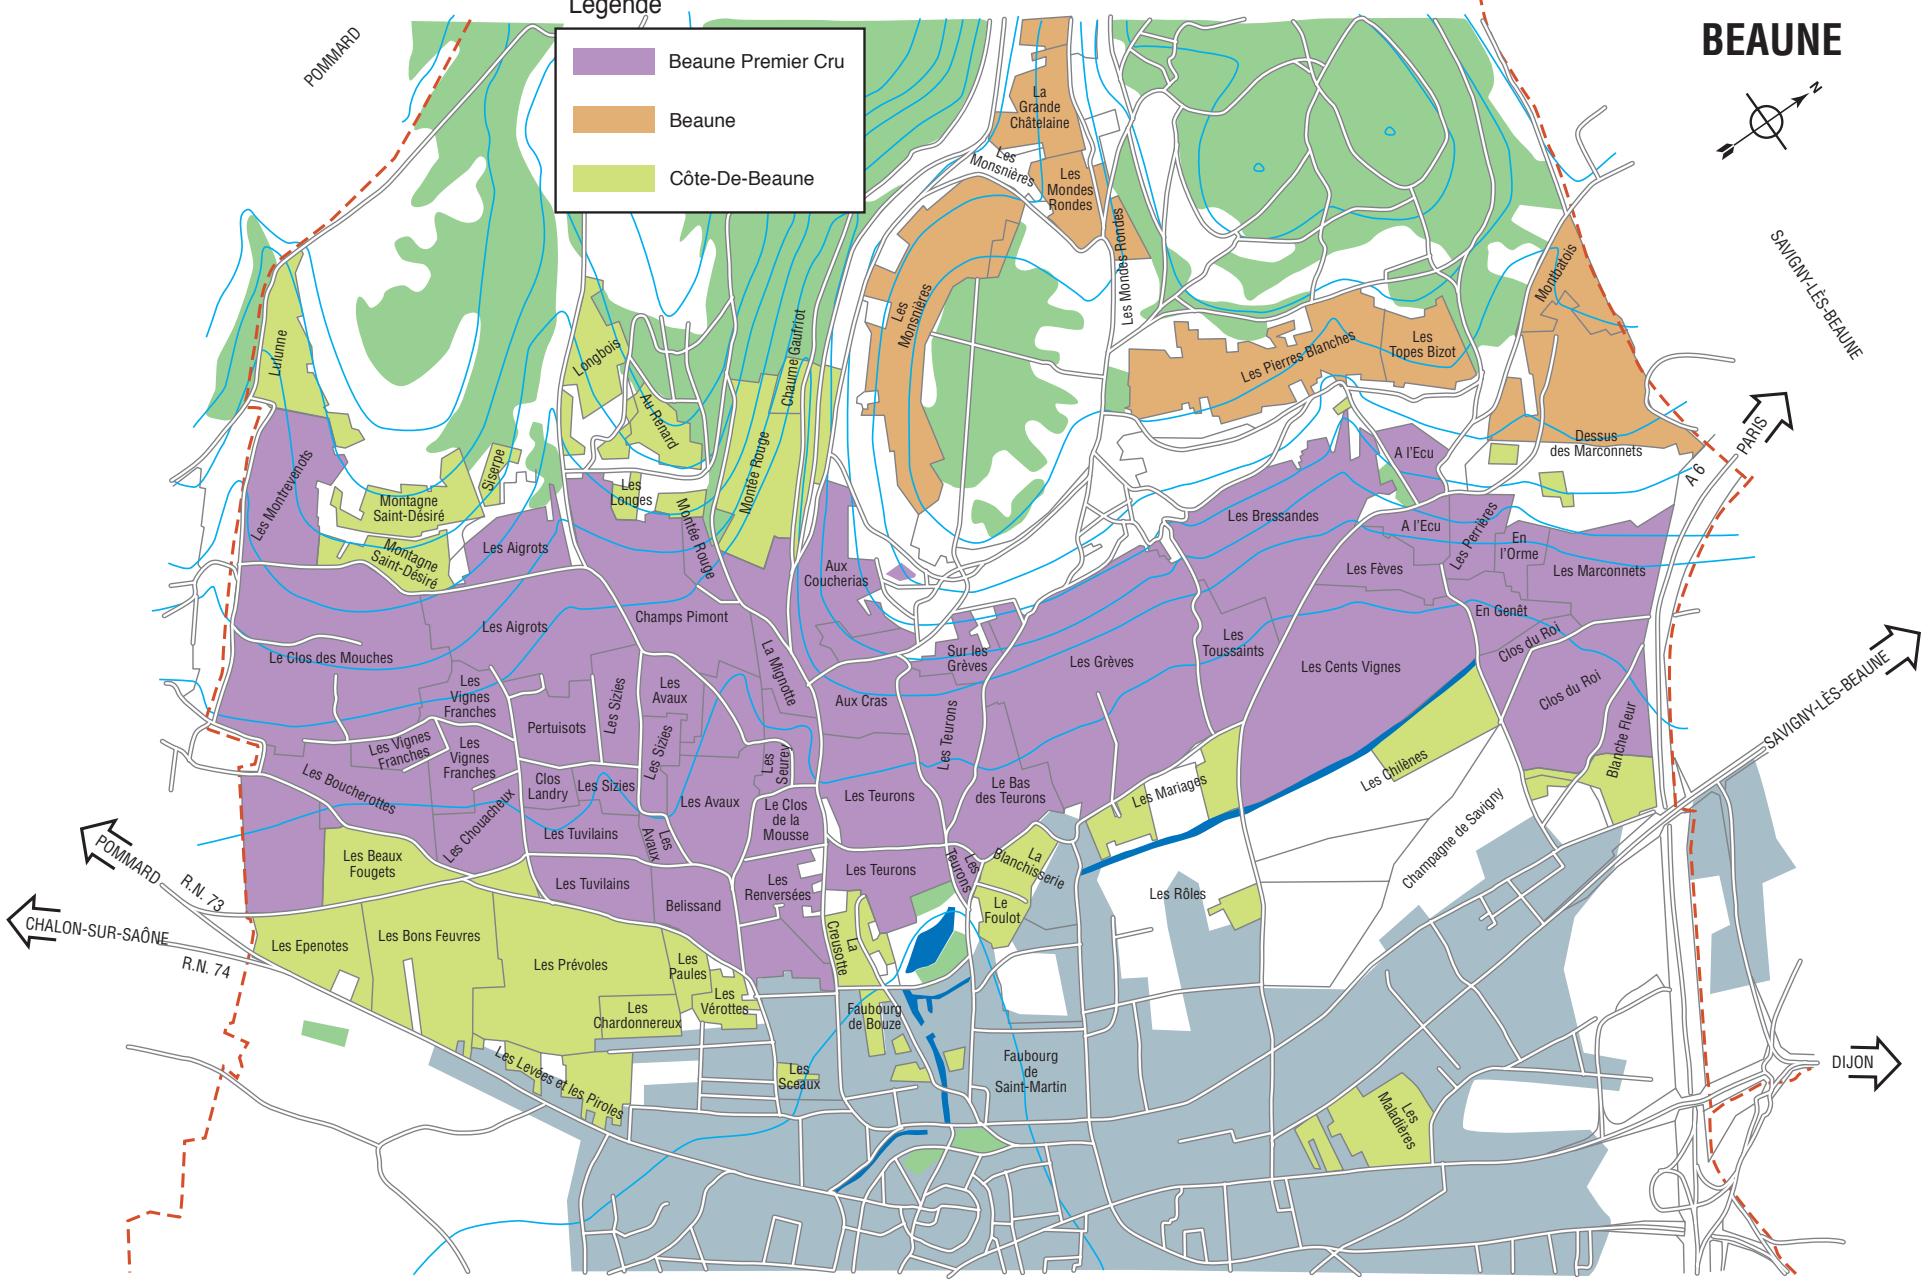 Légende
Beaune Premier Cru
Beaune
Côte-De-Beaune
BEAUNE
N
POMMARD
SAVIGNY-LÈS-BEAUNE
La
Grande
Châtelaine
Les
Monsnières
Les
Mondes
Rondes
Les Mondes Rondes
Les
Monsnières
Montbatois
Les Pierres Blanches
Les
Topes Bizot
Dessus
des Marconnets
A 6
PARIS
Lulunne
Longbois
Au Renard
Chaume Gaufriot
Montée Rouge
Les Montrevenots
Montagne
Saint-Désiré
Siserpe
Les
Longes
Montée Rouge
Montagne
Saint-Désiré
Les Aigrots
Aux
Coucherias
Les Bressandes
A l'Ecu
A l'Ecu
Les Perrières
En
l'Orme
Les Marconnets
Les Fèves
En Genêt
Clos du Roi
Clos du Roi
Blanche Fleur
Les Aigrots
Champs Pimont
La Mignotte
Sur les
Grèves
Les Grèves
Les
Toussaints
Les Cents Vignes
Le Clos des Mouches
Les
Vignes
Franches
Les Vignes
Franches
Les
Vignes
Franches
Pertuisots
Les Sizies
Les
Avaux
Les Sizies
Aux Cras
Les Teurons
Les
Seurey
Les Boucherottes
Clos
Landry
Les Sizies
Les Avaux
Le Clos
de la
Mousse
Les Teurons
Le Bas
des Teurons
Les Mariages
Les Chilènes
Champagne de Savigny
SAVIGNY-LÈS-BEAUNE
Les Chouacheux
Les Tuvilains
Les
Avaux
Les Beaux
Fougets
Les Tuvilains
Belissand
Les
Renversées
Les Teurons
Les
Teurons
La
Blanchisserie
Le
Foulot
Les Rôles
POMMARD
R.N. 73
CHALON-SUR-SAÔNE
R.N. 74
Les Epenotes
Les Bons Feuvres
Les Prévoles
Les
Paules
Les
Vérottes
Les
Chardonnereux
La
Creusotte
Faubourg
de Bouze
Les Levées et les Piroles
Les
Sceaux
Faubourg
de
Saint-Martin
Les
Maladières
DIJON